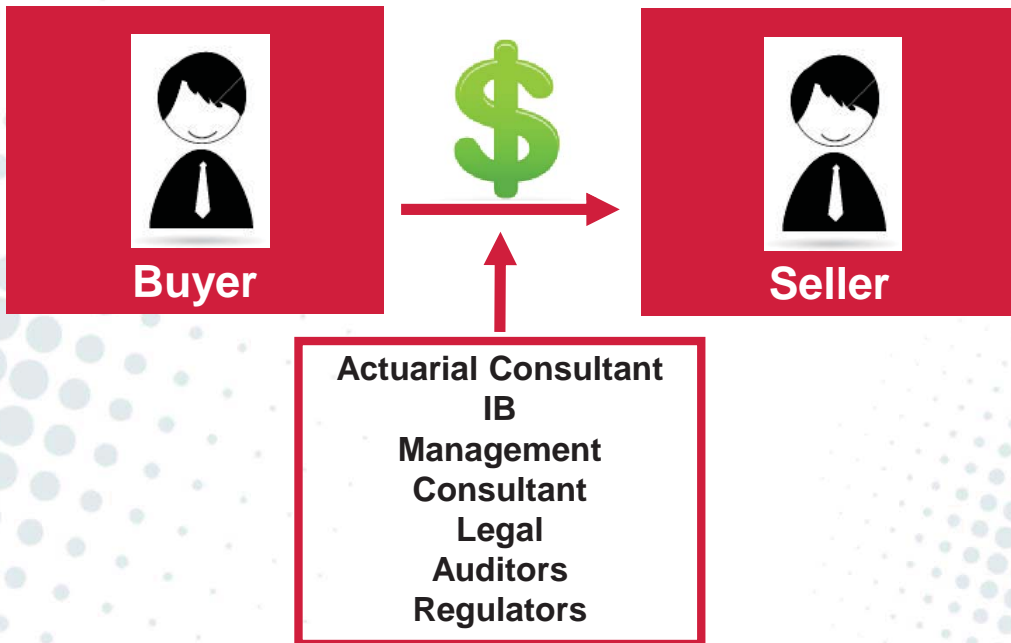 $
Buyer
Seller
Actuarial Consultant
IB
Management
Consultant
Legal
Auditors
Regulators